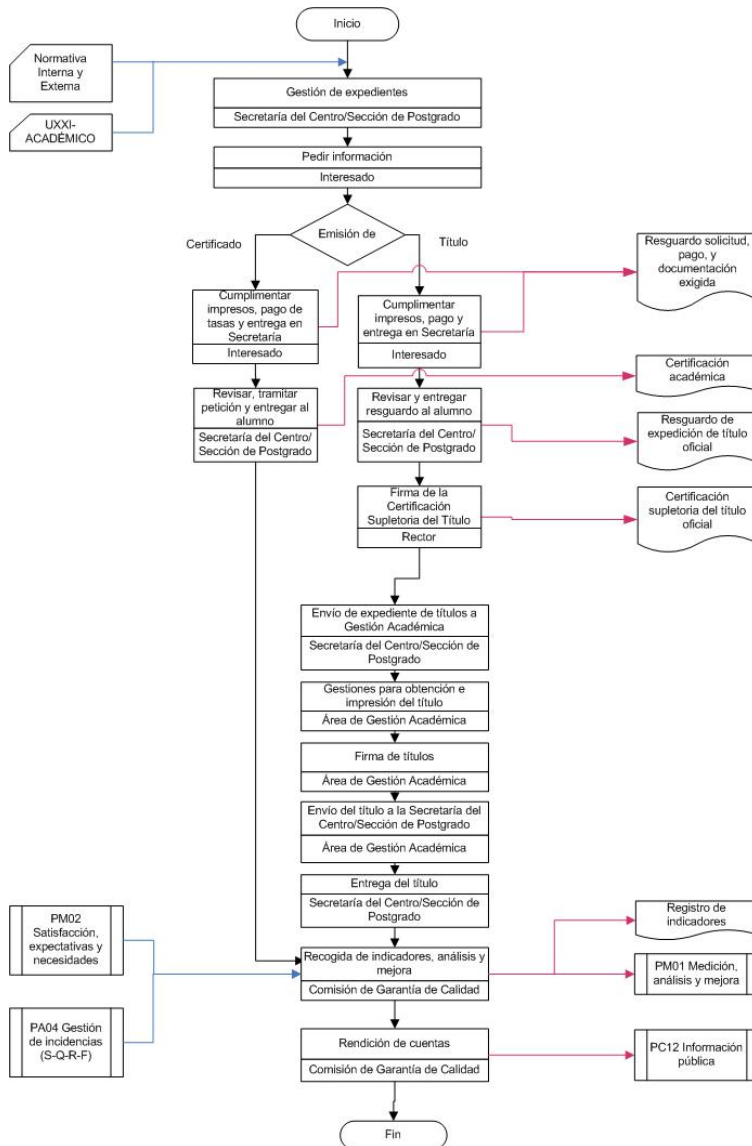 Inicio
Normativa
Interna y
Externa
UXXI-
ACADÉMICO
Gestión de expedientes
Secretaría del Centro/Sección de Postgrado
Pedir información
Interesado
Emisión de
Certificado
Título
Cumplimentar
impresos, pago de
tasas y entrega en
Secretaría
Interesado
Cumplimentar
impresos, pago y
entrega en Secretaría
Interesado
Resguardo solicitud,
pago, y
documentación
exigida
Revisar, tramitar
petición y entregar al
alumno
Secretaría del Centro/
Sección de Postgrado
Revisar y entregar
resguardo al alumno
Secretaría del Centro/
Sección de Postgrado
Certificación
académica
Resguardo de
expedición de título
oficial
Firma de la
Certificación
Supletoria del Título
Rector
Certificación
supletoria del título
oficial
Envío de expediente de títulos a
Gestión Académica
Secretaría del Centro/Sección de
Postgrado
Gestiones para obtención e
impresión del título
Área de Gestión Académica
Firma de títulos
Área de Gestión Académica
Envío del título a la Secretaría del
Centro/Sección de Postgrado
Área de Gestión Académica
Entrega del título
Secretaría del Centro/Sección de
Postgrado
PM02
Satisfacción,
expectativas y
necesidades
Registro de
indicadores
Recogida de indicadores, análisis y
mejora
Comisión de Garantía de Calidad
PM01 Medición,
análisis y mejora
PA04 Gestión
de incidencias
(S-Q-R-F)
Rendición de cuentas
Comisión de Garantía de Calidad
PC12 Información
pública
Fin